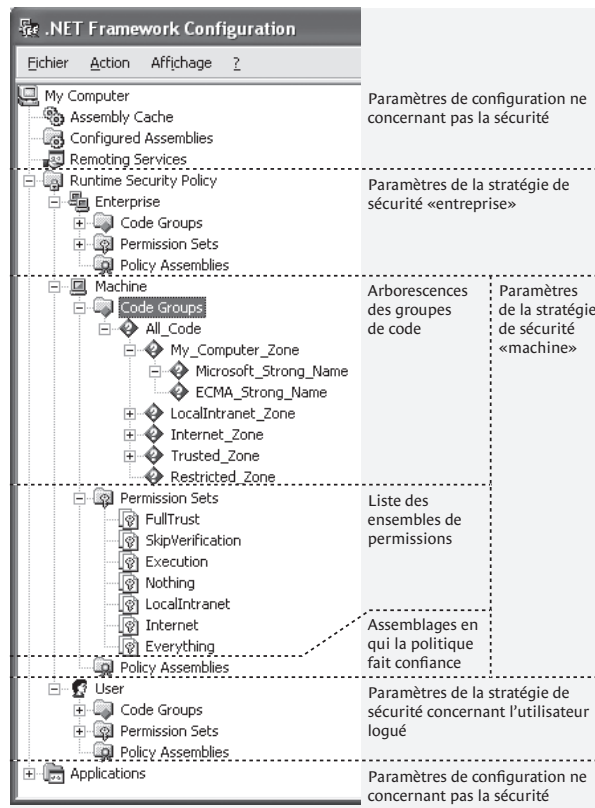 .NET Framework Configuration
Fichier Action Affichage ?
My Computer
Assembly Cache
Configured Assemblies
Remoting Services
Paramètres de configuration ne
concernant pas la sécurité
Runtime Security Policy
Enterprise
Code Groups
Permission Sets
Policy Assemblies
Paramètres de la stratégie de
sécurité «entreprise»
Machine
Code Groups
All_Code
My_Computer_Zone
Microsoft_Strong_Name
ECMA_Strong_Name
LocalIntranet_Zone
Internet_Zone
Trusted_Zone
Restricted_Zone
Arborescences
des groupes
de code
Paramètres
de la stratégie
de sécurité
«machine»
Permission Sets
FullTrust
SkipVerification
Execution
Nothing
LocalIntranet
Internet
Everything
Liste des
ensembles de
permissions
Policy Assemblies
Assemblages en
qui la politique
fait confiance
User
Code Groups
Permission Sets
Policy Assemblies
Paramètres de la stratégie de
sécurité concernant l'utilisateur
logué
Applications
Paramètres de configuration ne
concernant pas la sécurité